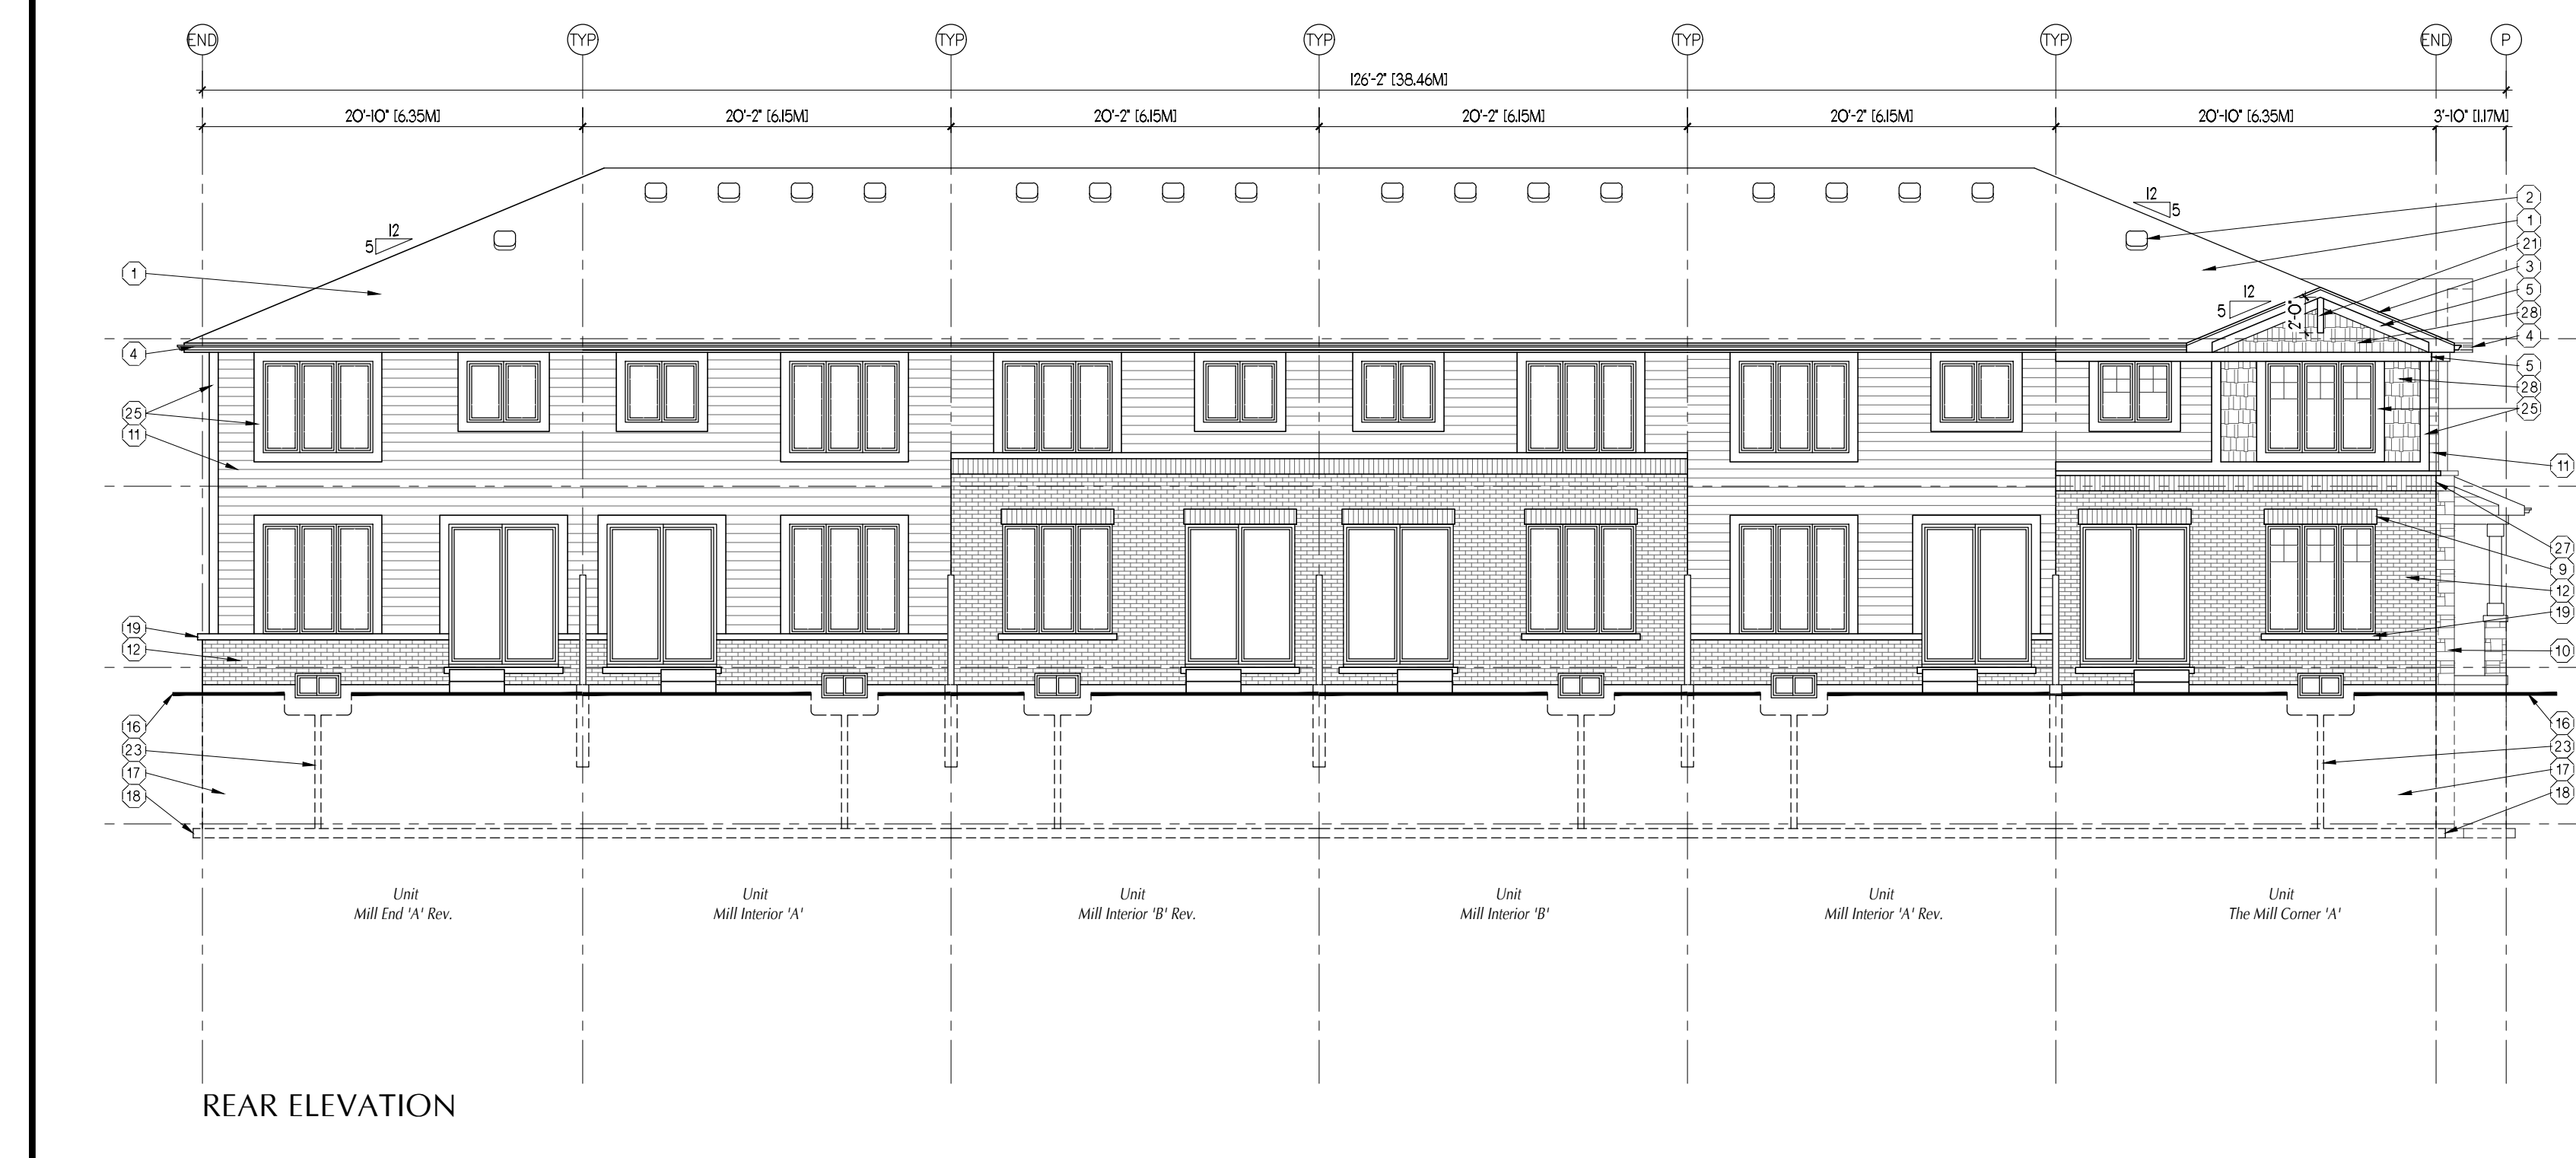 END TYP TYP TYP TYP TYP END P
126'-2" [38.46M]
20'-10" [6.35M] 20'-2" [6.15M] 20'-2" [6.15M] 20'-2" [6.15M] 20'-2" [6.15M] 20'-10" [6.35M] 3'-10" [1.17M]
12
5
12
5
12
5
2'-0"
1
4
25
11
19
12
16
23
17
18
2
1
21
3
5
28
4
5
28
25
11
27
9
12
19
10
16
23
17
18
Unit
Mill End 'A' Rev.
Unit
Mill Interior 'A'
Unit
Mill Interior 'B' Rev.
Unit
Mill Interior 'B'
Unit
Mill Interior 'A' Rev.
Unit
The Mill Corner 'A'
REAR ELEVATION